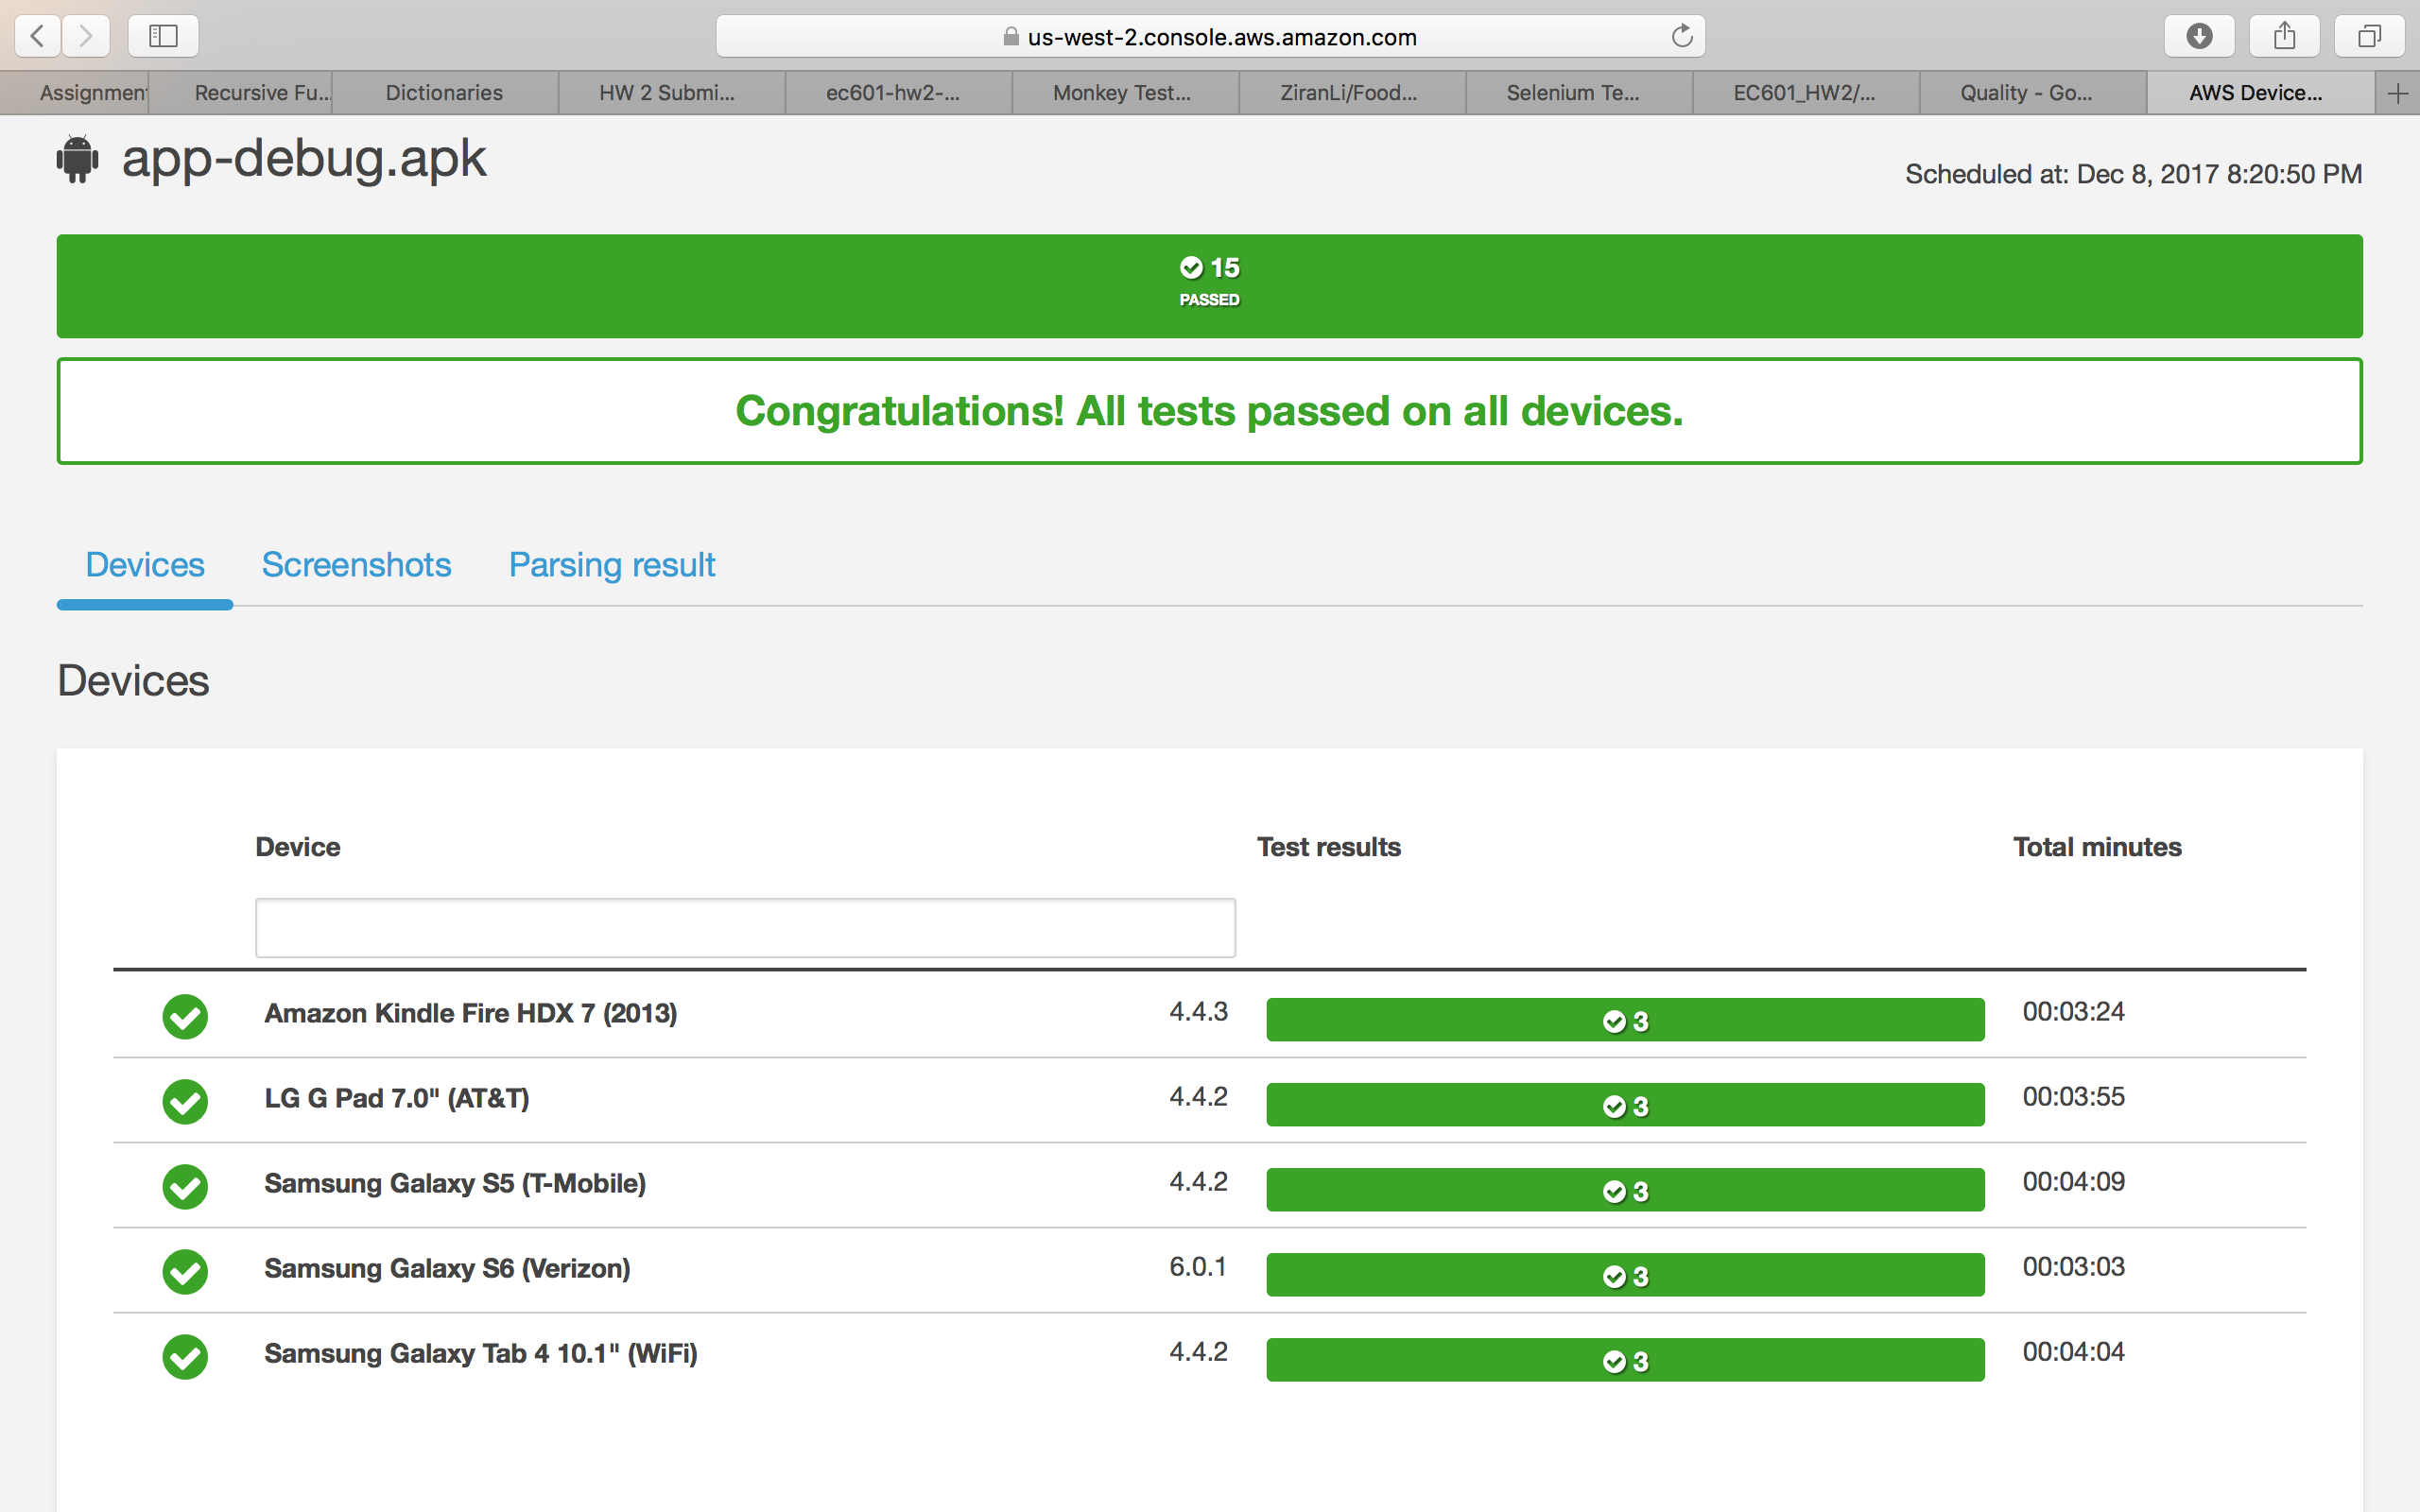 us-west-2.console.aws.amazon.com
Assignment Recursive Fu... Dictionaries HW 2 Submi... ec601-hw2-... Monkey Test... ZiranLi/Food... Selenium Te... EC601_HW2/... Quality - Go... AWS Device...
app-debug.apk
Scheduled at: Dec 8, 2017 8:20:50 PM
15
PASSED
Congratulations! All tests passed on all devices.
Devices Screenshots Parsing result
Devices
Device Test results Total minutes
Amazon Kindle Fire HDX 7 (2013) 4.4.3 3 00:03:24
LG G Pad 7.0" (AT&T) 4.4.2 3 00:03:55
Samsung Galaxy S5 (T-Mobile) 4.4.2 3 00:04:09
Samsung Galaxy S6 (Verizon) 6.0.1 3 00:03:03
Samsung Galaxy Tab 4 10.1" (WiFi) 4.4.2 3 00:04:04